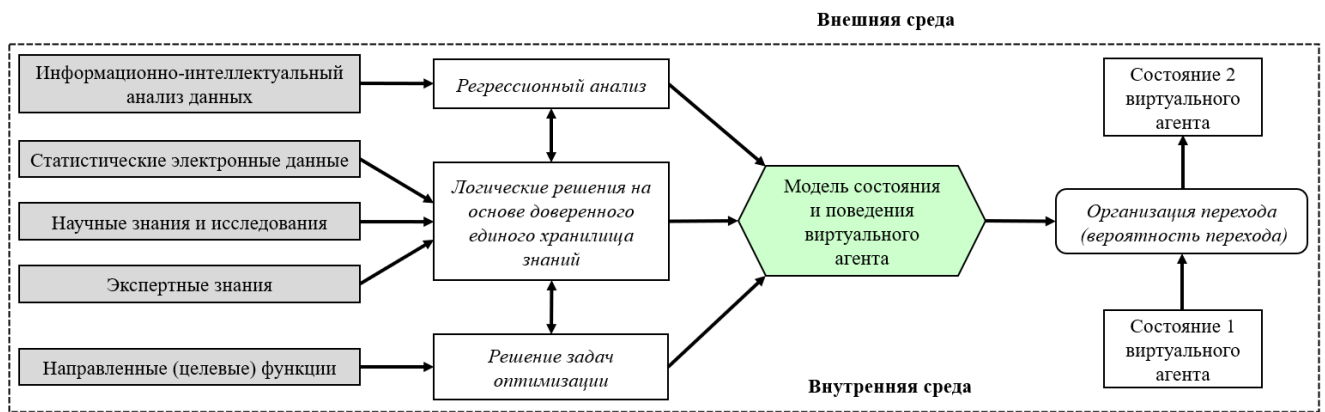 Внешняя среда
Информационно-интеллектуальный
анализ данных
Статистические электронные данные
Научные знания и исследования
Экспертные знания
Направленные (целевые) функции
Регрессионный анализ
Логические решения на
основе доверенного
единого хранилища
знаний
Решение задач
оптимизации
Модель состояния
и поведения
виртуального
агента
Состояние 2
виртуального
агента
Организация перехода
(вероятность перехода)
Состояние 1
виртуального
агента
Внутренняя среда